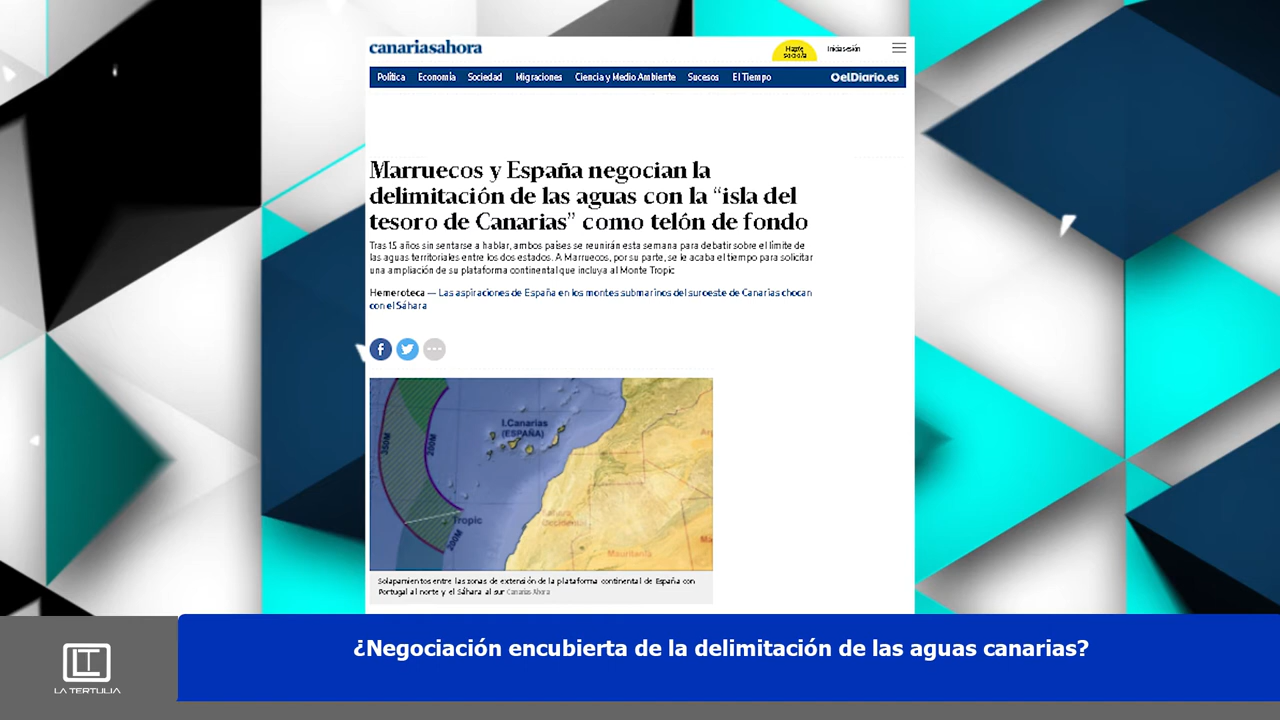 canariasahora
Hazte
socio/a
Inicia sesión
Política Economía Sociedad Migraciones Ciencia y Medio Ambiente Sucesos El Tiempo
elDiario.es
Marruecos y España negocian la
delimitación de las aguas con la “isla del
tesoro de Canarias” como telón de fondo
Tras 15 años sin sentarse a hablar, ambos países se reunirán esta semana para debatir sobre el límite de
las aguas territoriales entre los dos estados. A Marruecos, por su parte, se le acaba el tiempo para solicitar
una ampliación de su plataforma continental que incluya al Monte Tropic
Hemeroteca — Las aspiraciones de España en los montes submarinos del suroeste de Canarias chocan
con el Sáhara
I.Canarias
(ESPAÑA)
350M
200M
Tropic
200M
Sahara
Occidental
Mauritania
Solapamientos entre las zonas de extensión de la plataforma continental de España con
Portugal al norte y el Sáhara al sur Canarias Ahora
¿Negociación encubierta de la delimitación de las aguas canarias?
LT
LA TERTULIA